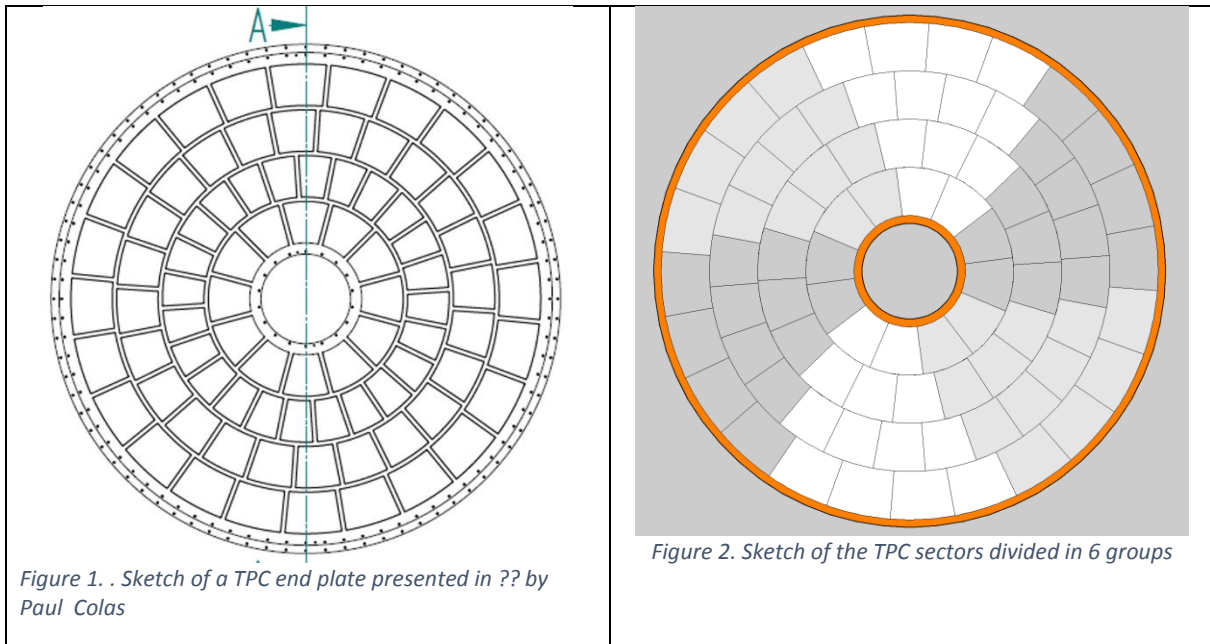 A
Figure 1. . Sketch of a TPC end plate presented in ?? by
Paul Colas
Figure 2. Sketch of the TPC sectors divided in 6 groups